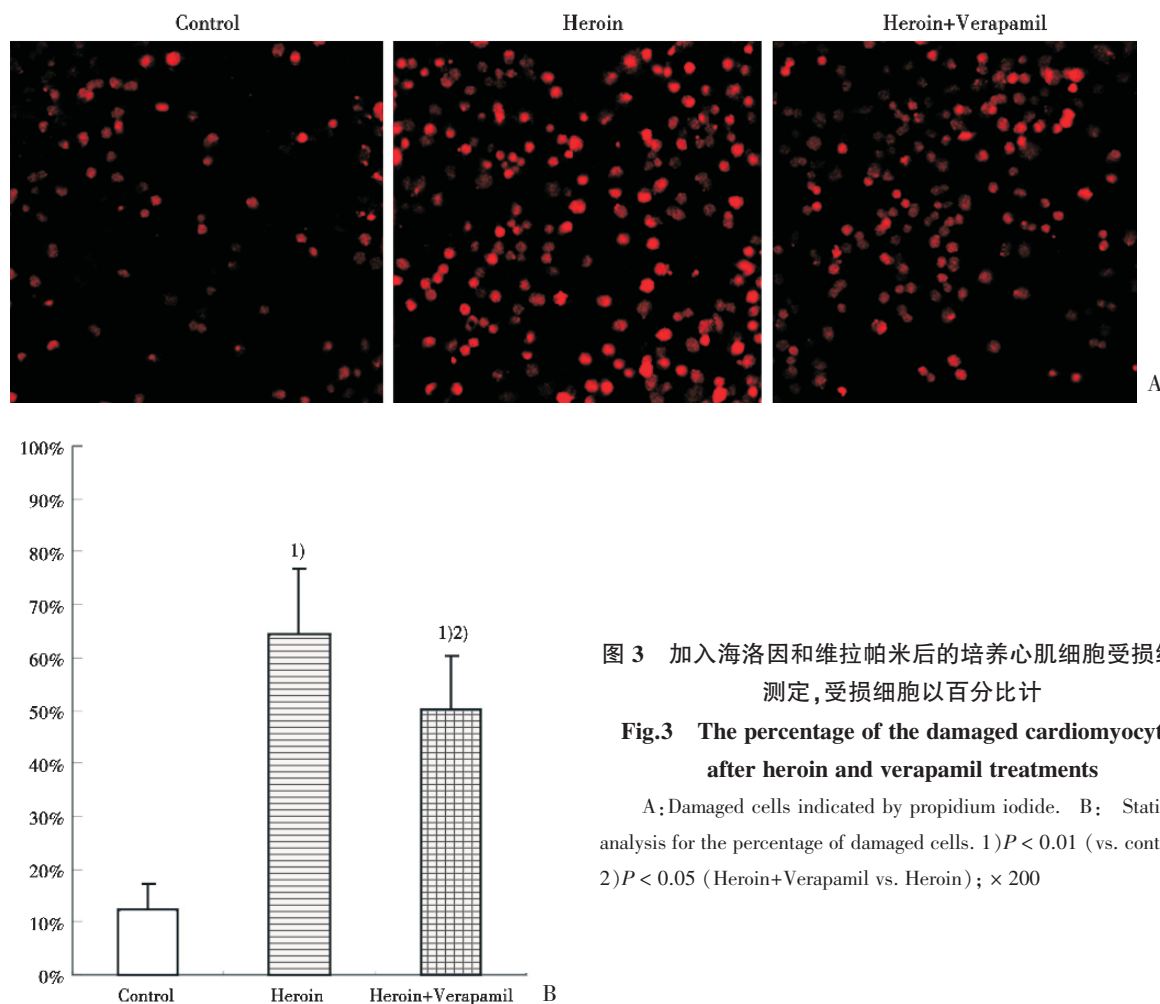 Control Heroin Heroin+Verapamil
A
100%
90%
80%
70%
60%
50%
40%
30%
20%
10%
0%
1)
1)2)
Control Heroin Heroin+Verapamil B
图 3 加入海洛因和维拉帕米后的培养心肌细胞受损
测定,受损细胞以百分比计
Fig.3 The percentage of the damaged cardiomyocyt
after heroin and verapamil treatments
A:Damaged cells indicated by propidium iodide. B: Stati
analysis for the percentage of damaged cells. 1)P < 0.01 (vs. cont
2)P < 0.05 (Heroin+Verapamil vs. Heroin); × 200